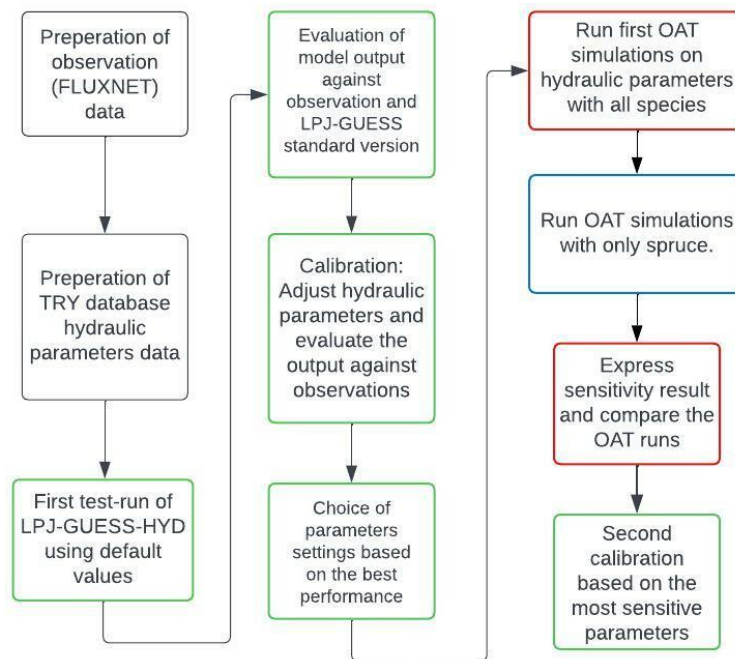 Preperation of
observation
(FLUXNET)
data
Preperation of
TRY database
hydraulic
parameters data
First test-run of
LPJ-GUESS-HYD
using default
values
Evaluation of
model output
against
observation and
LPJ-GUESS
standard version
Calibration:
Adjust hydraulic
parameters and
evaluate the
output against
observations
Choice of
parameters
settings based
on the best
performance
Run first OAT
simulations on
hydraulic parameters
with all species
Run OAT simulations
with only spruce.
Express
sensitivity result
and compare the
OAT runs
Second
calibration
based on the
most sensitive
parameters